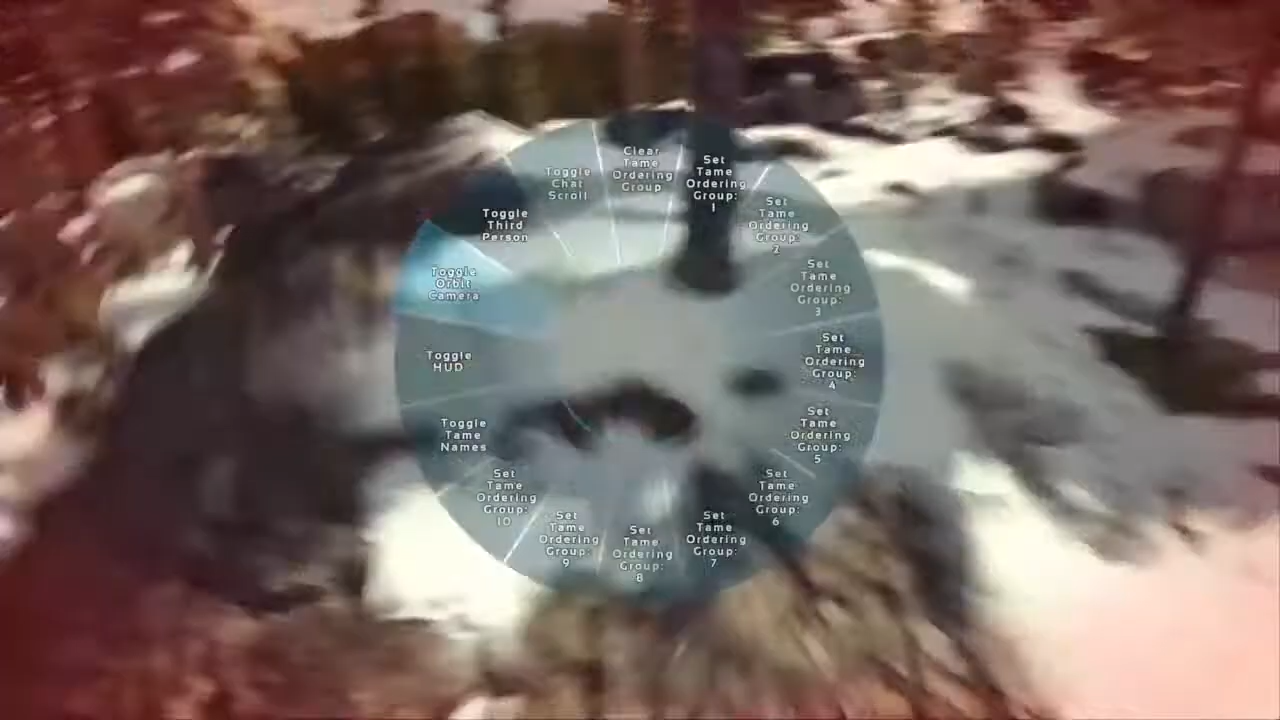 Clear
Tame
Ordering
Group
Set
Tame
Ordering
Group:
1
Set
Tame
Ordering
Group:
2
Set
Tame
Ordering
Group:
3
Set
Tame
Ordering
Group:
4
Set
Tame
Ordering
Group:
5
Set
Tame
Ordering
Group:
6
Set
Tame
Ordering
Group:
7
Set
Tame
Ordering
Group:
8
Set
Tame
Ordering
Group:
9
Set
Tame
Ordering
Group:
10
Toggle
Tame
Names
Toggle
HUD
Toggle
Orbit
Camera
Toggle
Third
Person
Toggle
Chat
Scroll